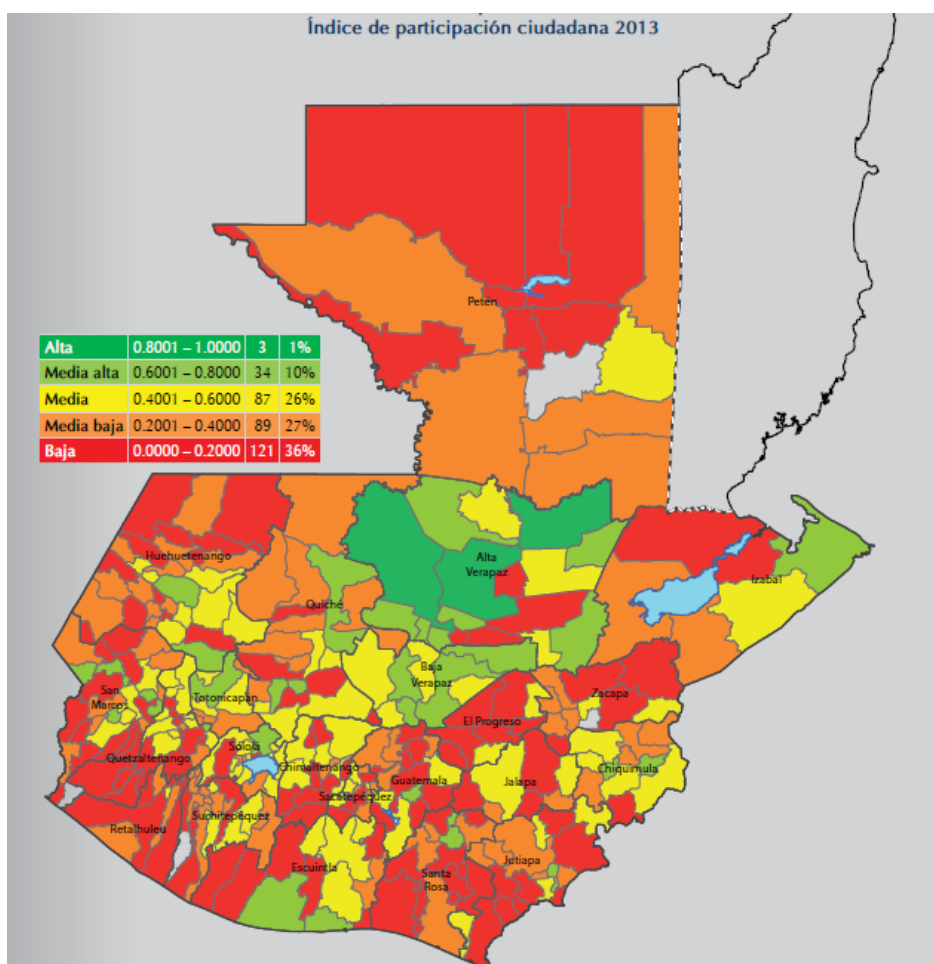 Índice de participación ciudadana 2013
Petén
Alta 0.8001 – 1.0000 3 1%
Media alta 0.6001 – 0.8000 34 10%
Media 0.4001 – 0.6000 87 26%
Media baja 0.2001 – 0.4000 89 27%
Baja 0.0000 – 0.2000 121 36%
Huehuetenango
Alta
Verapaz
Izabal
Quiché
Baja
Verapaz
San
Marcos
Totonicapán
Zacapa
El Progreso
Sololá
Quetzaltenango
Chimaltenango
Guatemala
Jalapa
Chiquimula
Sacatepéquez
Suchitepéquez
Retalhuleu
Escuintla
Santa
Rosa
Jutiapa